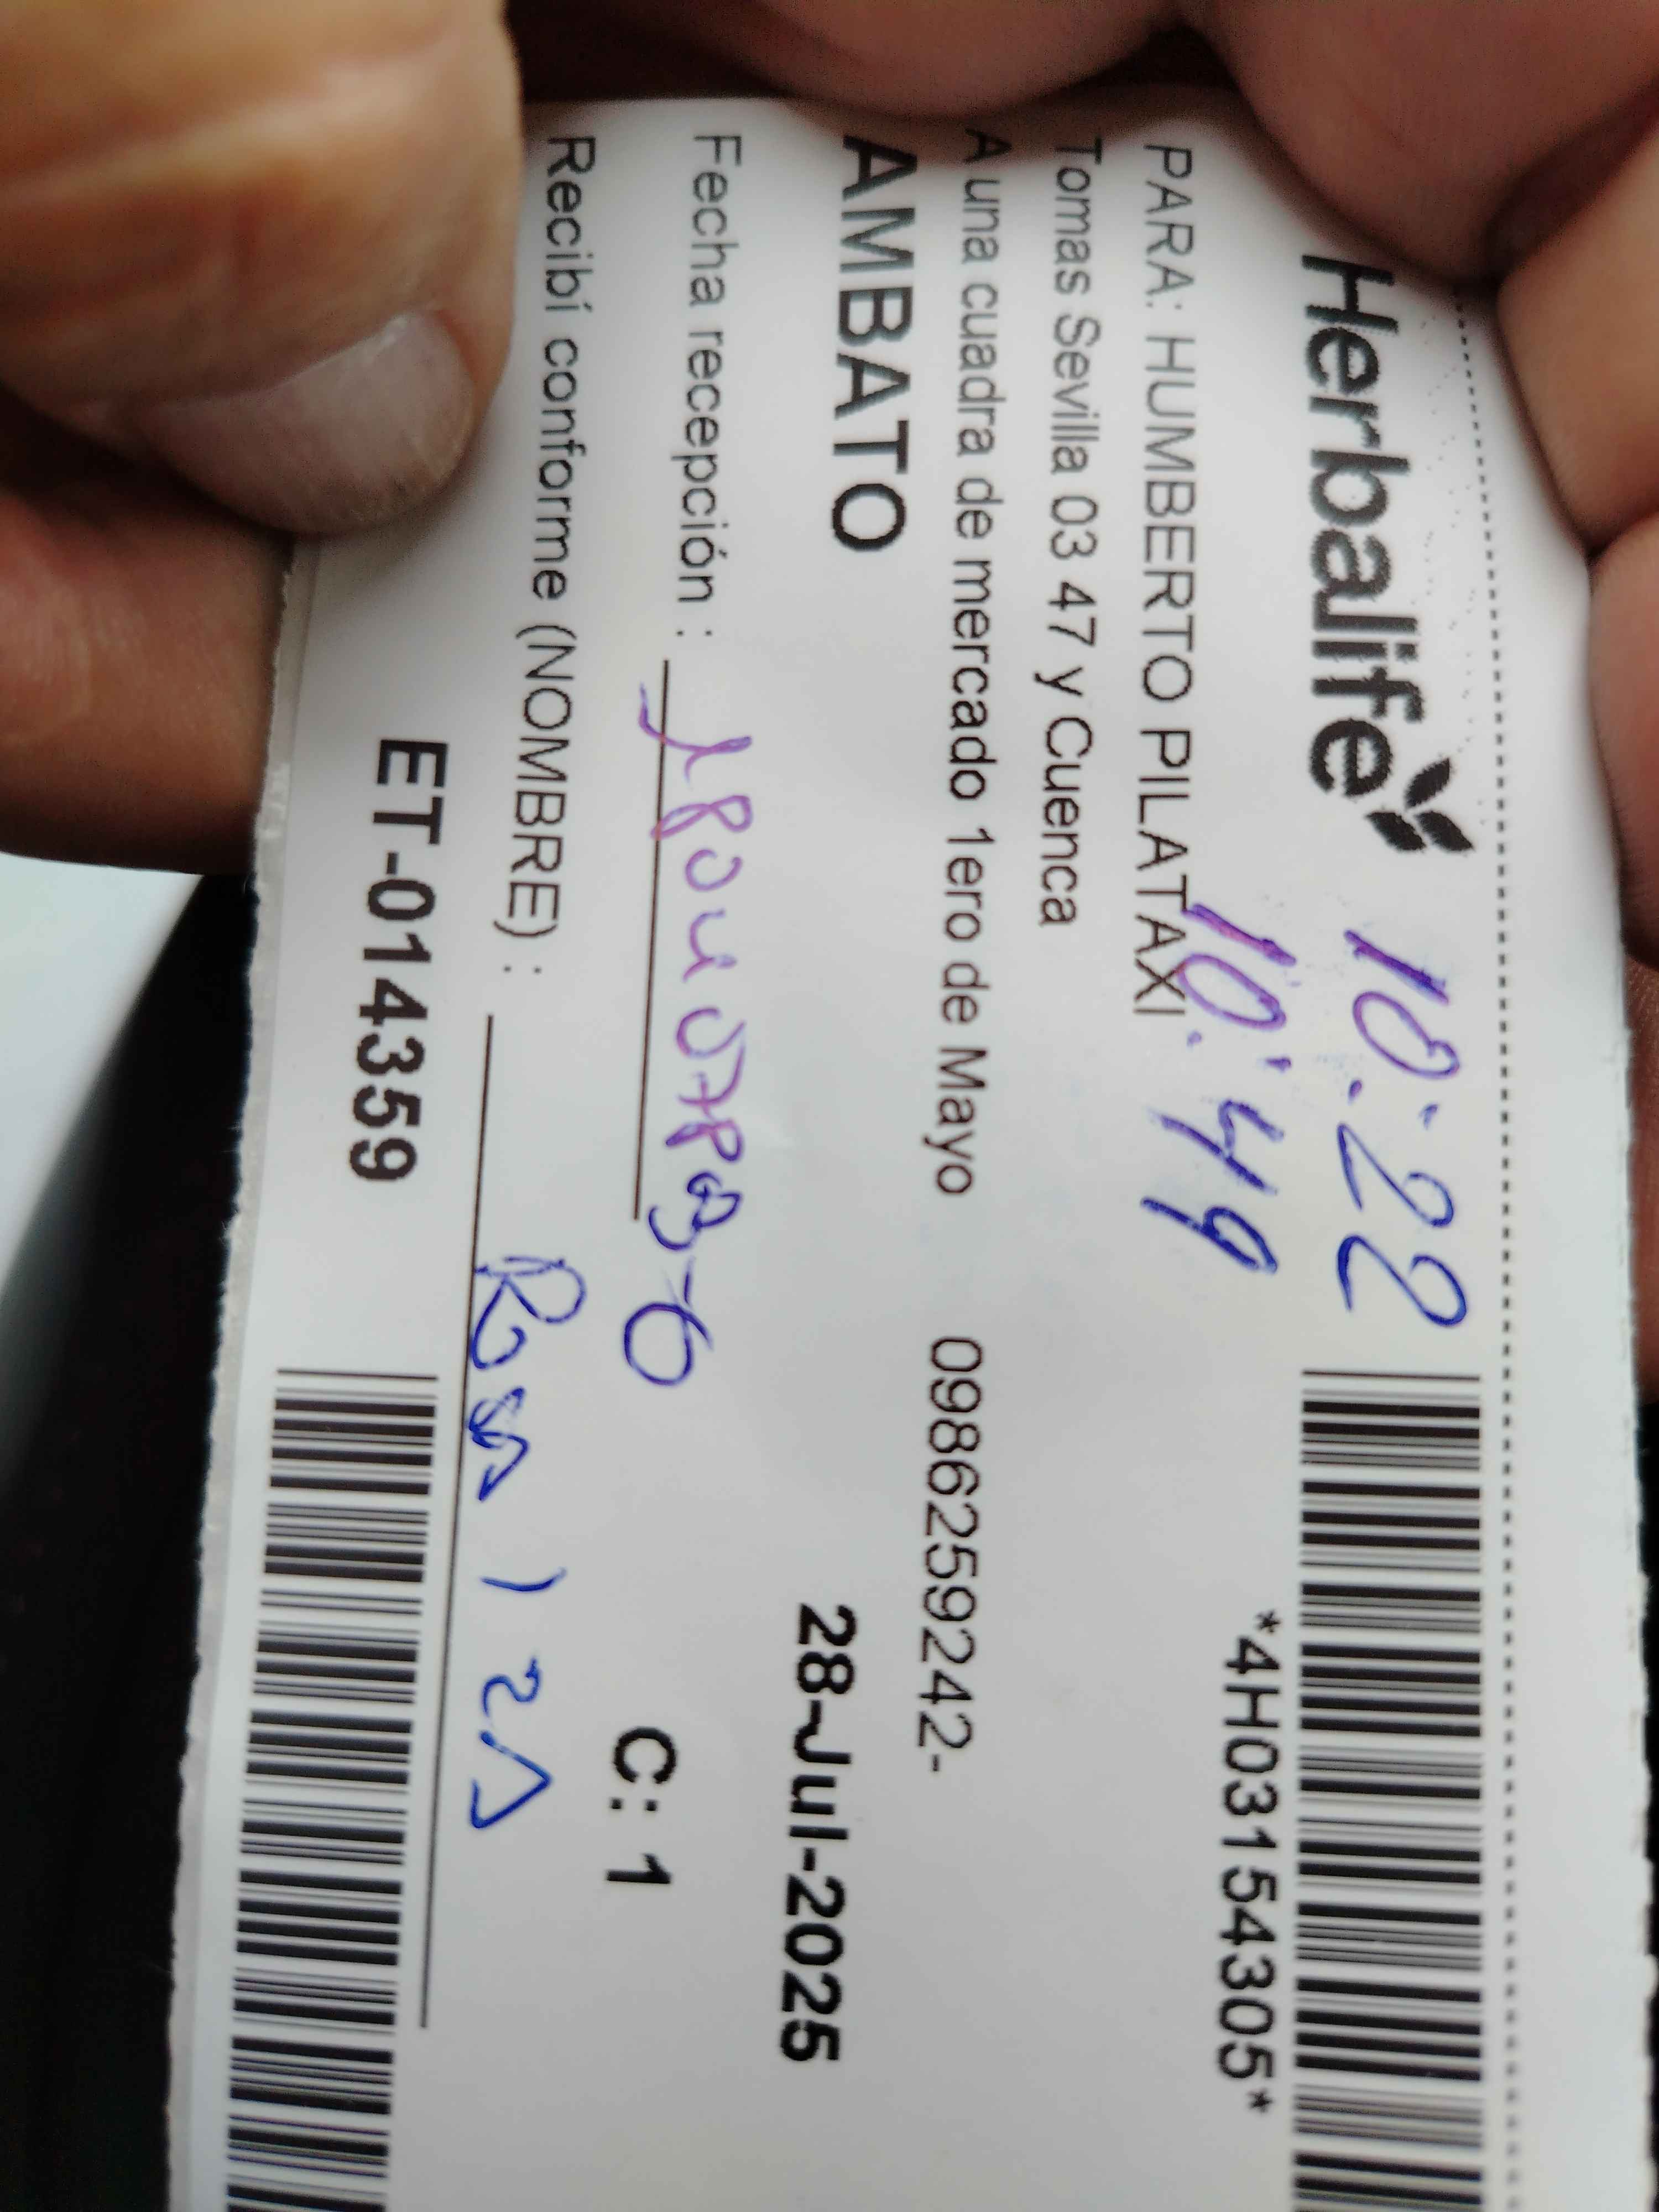 Herbalife 10:22
*4H03154305*
PARA: HUMBERTO PILATAXI 10:49
Tomas Sevilla 03 47 y Cuenca
A una cuadra de mercado 1ero de Mayo 0986259242-
AMBATO 28-Jul-2025
Fecha recepción :
C: 1
Recibí conforme (NOMBRE) :
ET-014359